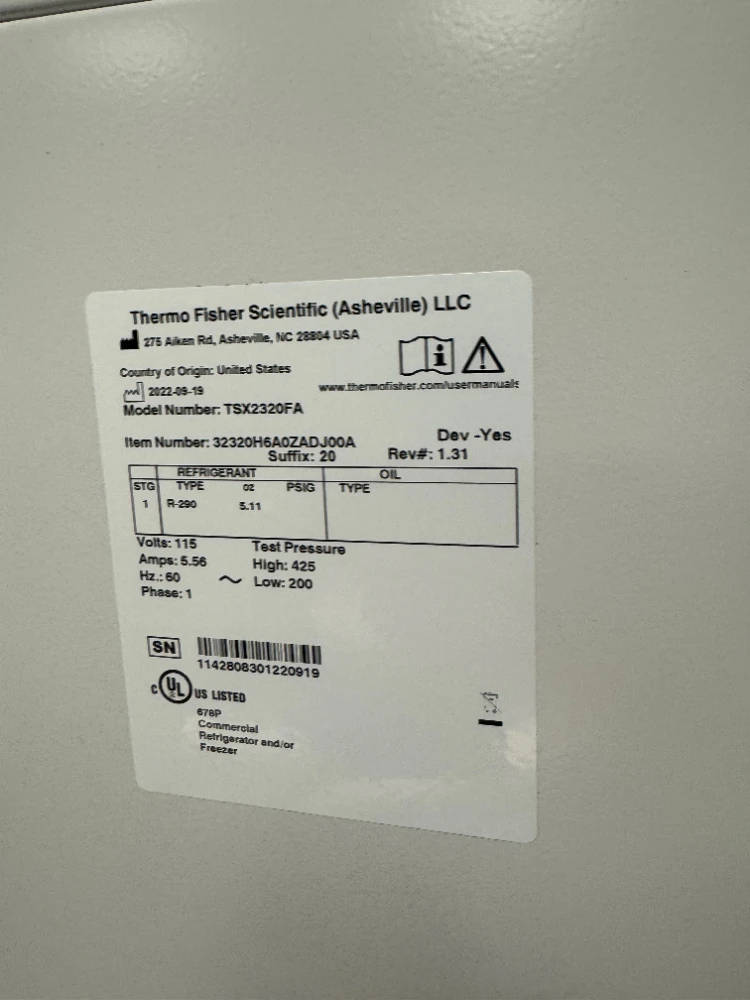 Thermo Fisher Scientific (Asheville) LLC
275 Aiken Rd, Asheville, NC 28804 USA
Country of Origin: United States
2022-09-19
www.thermofisher.com/usermanuals
Model Number: TSX2320FA
Item Number: 32320H6A0ZADJ00A
Dev -Yes
Suffix: 20
Rev#: 1.31
REFRIGERANT
OIL
STG TYPE oz PSIG TYPE
1 R-290 5.11
Volts: 115
Test Pressure
Amps: 5.56
High: 425
Hz.: 60
Low: 200
Phase: 1
SN
1142808301220919
c UL US LISTED
678P
Commercial
Refrigerator and/or
Freezer